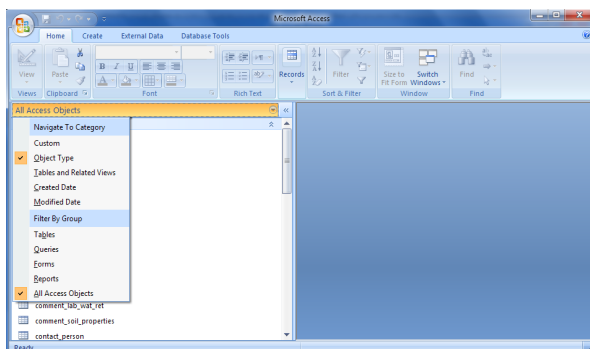 Microsoft Access
Home Create External Data Database Tools
View Paste B I U Records Filter Size to Fit Form Switch Windows Find
Views Clipboard Font Rich Text Sort & Filter Window Find
All Access Objects
Navigate To Category
Custom
Object Type
Tables and Related Views
Created Date
Modified Date
Filter By Group
Tables
Queries
Forms
Reports
All Access Objects
comment_lab_wat_ret
comment_soil_properties
contact_person
Ready